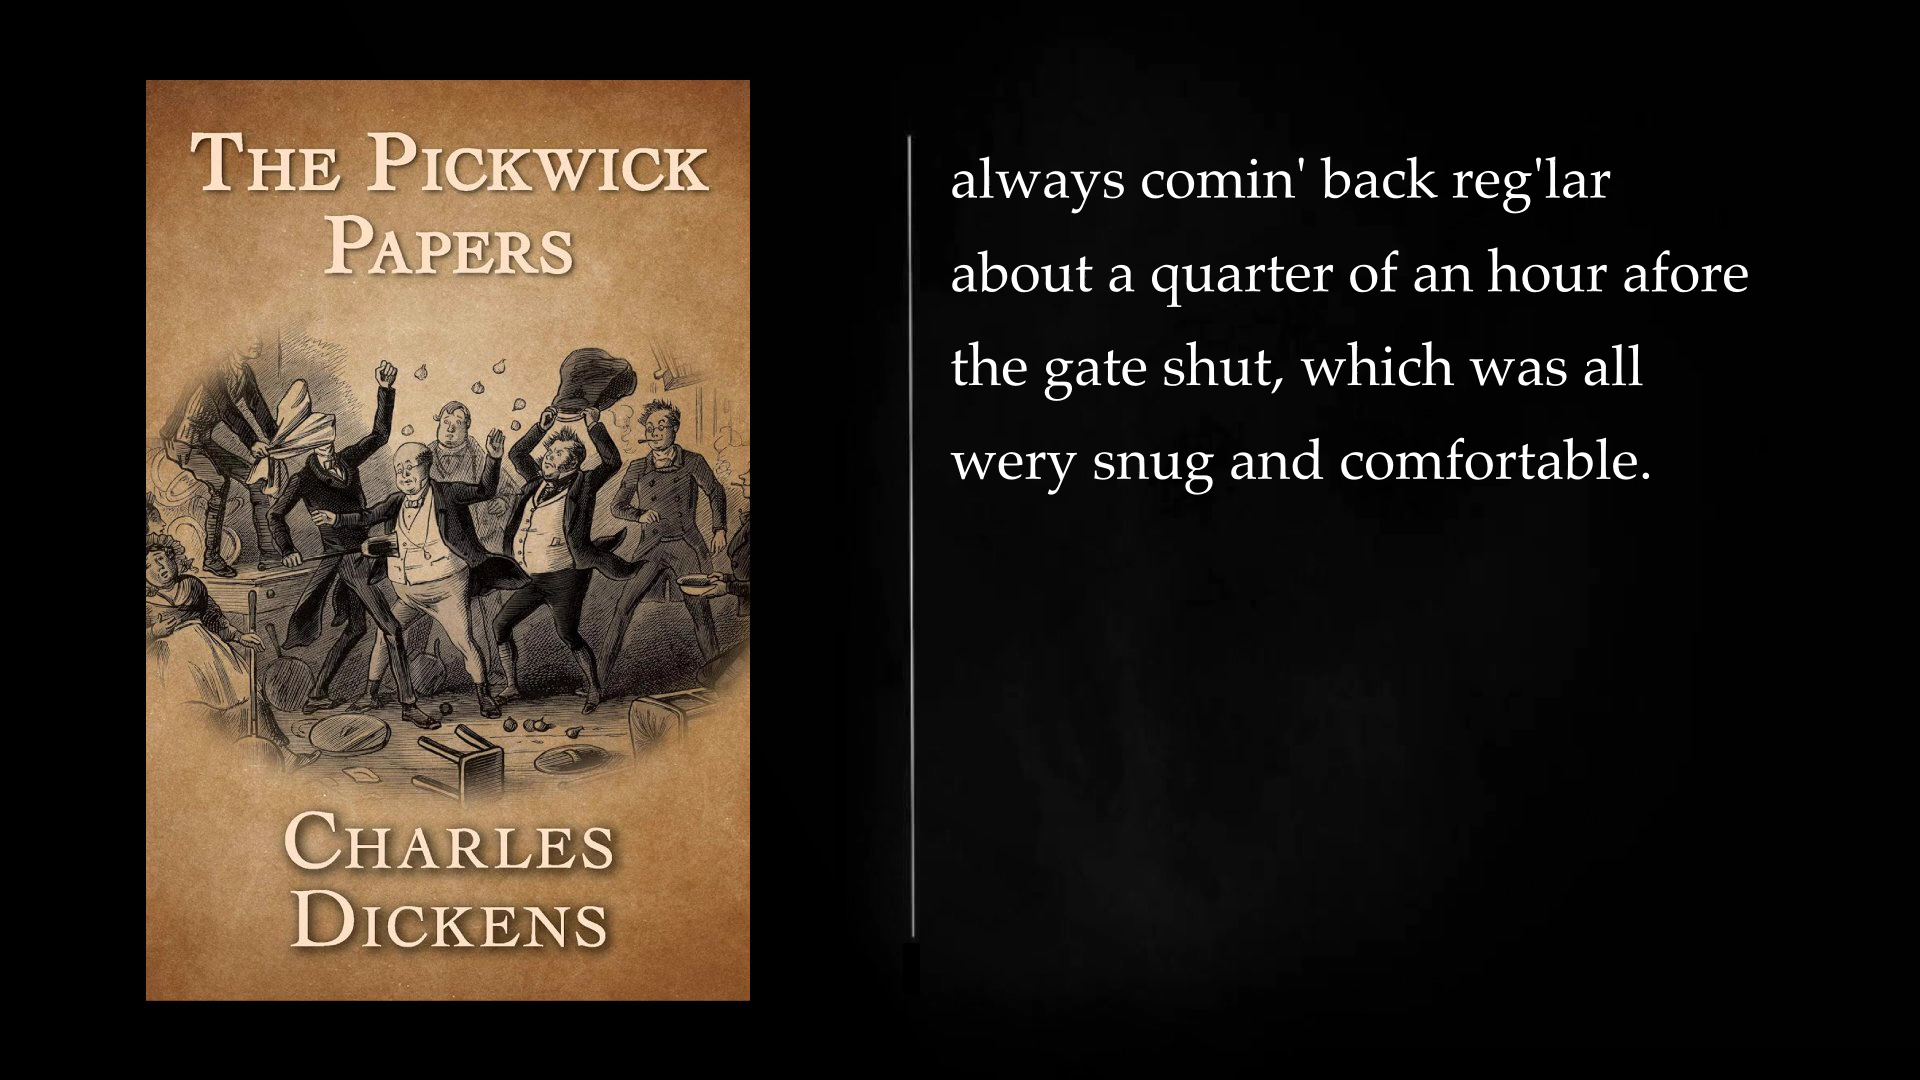 The Pickwick
Papers
Charles
Dickens
always comin' back reg'lar
about a quarter of an hour afore
the gate shut, which was all
wery snug and comfortable.